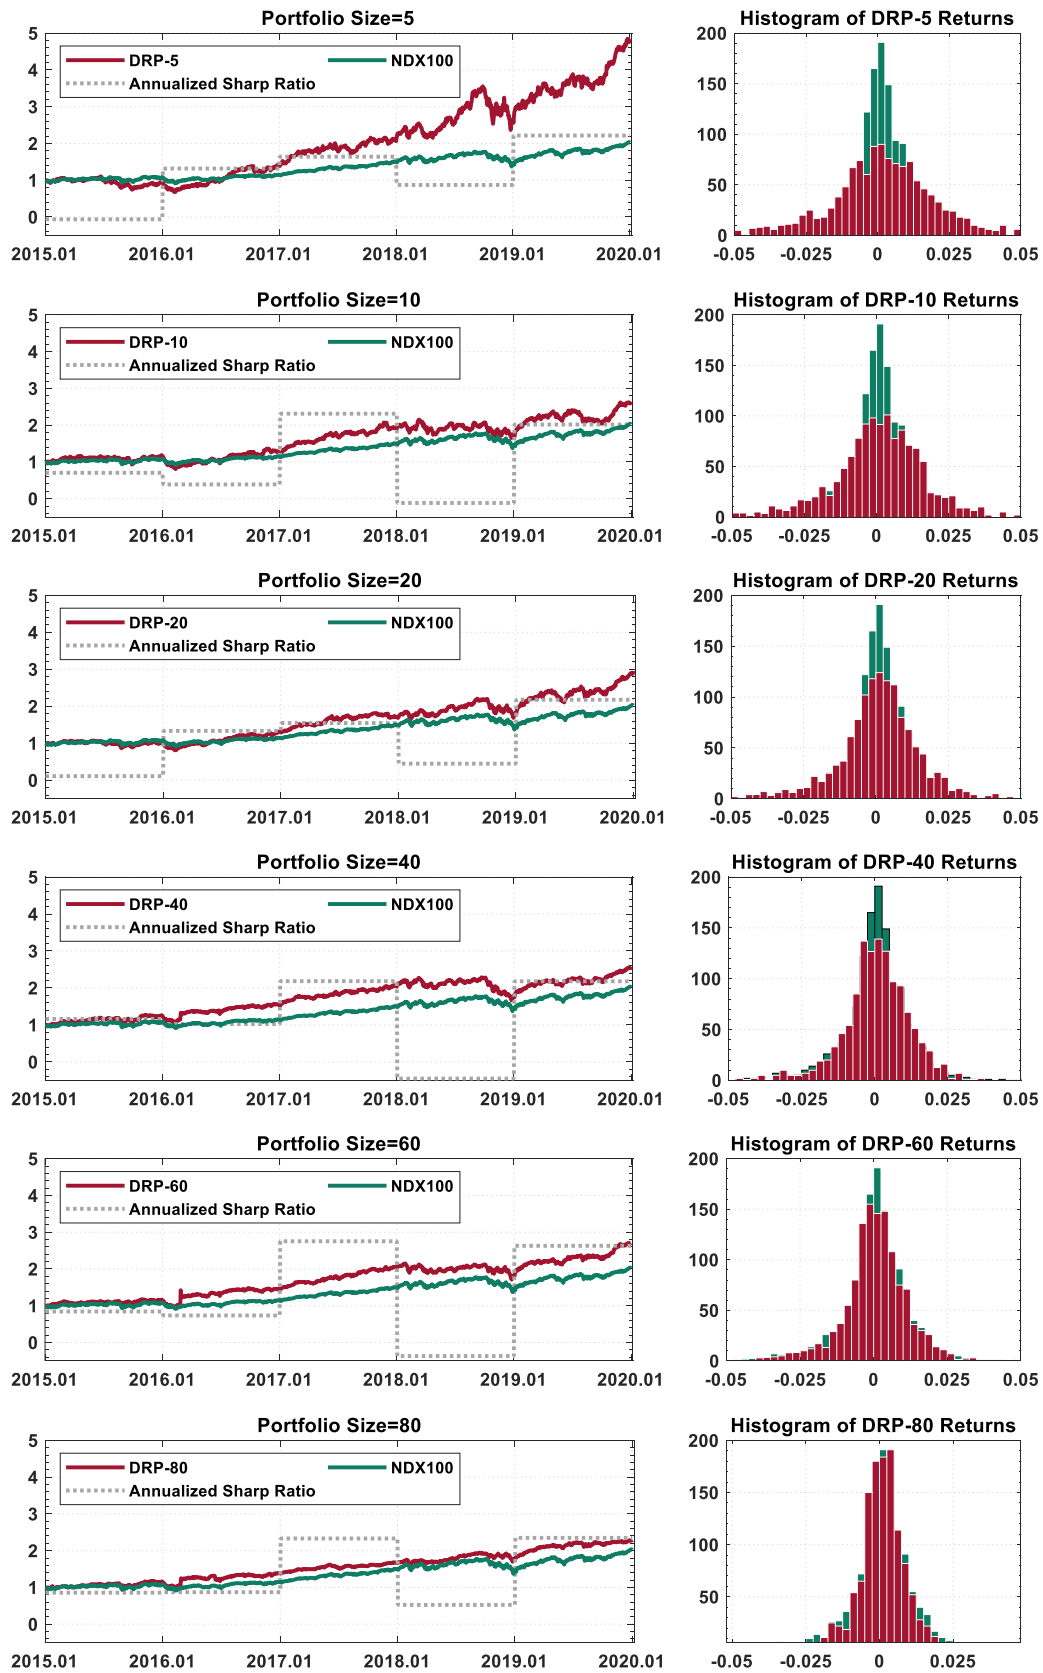 Portfolio Size=5
5
4
3
2
1
0
DRP-5 NDX100
Annualized Sharp Ratio
2015.01 2016.01 2017.01 2018.01 2019.01 2020.01
Histogram of DRP-5 Returns
200
150
100
50
0
-0.05 -0.025 0 0.025 0.05
Portfolio Size=10
5
4
3
2
1
0
DRP-10 NDX100
Annualized Sharp Ratio
2015.01 2016.01 2017.01 2018.01 2019.01 2020.01
Histogram of DRP-10 Returns
200
150
100
50
0
-0.05 -0.025 0 0.025 0.05
Portfolio Size=20
5
4
3
2
1
0
DRP-20 NDX100
Annualized Sharp Ratio
2015.01 2016.01 2017.01 2018.01 2019.01 2020.01
Histogram of DRP-20 Returns
200
150
100
50
0
-0.05 -0.025 0 0.025 0.05
Portfolio Size=40
5
4
3
2
1
0
DRP-40 NDX100
Annualized Sharp Ratio
2015.01 2016.01 2017.01 2018.01 2019.01 2020.01
Histogram of DRP-40 Returns
200
150
100
50
0
-0.05 -0.025 0 0.025 0.05
Portfolio Size=60
5
4
3
2
1
0
DRP-60 NDX100
Annualized Sharp Ratio
2015.01 2016.01 2017.01 2018.01 2019.01 2020.01
Histogram of DRP-60 Returns
200
150
100
50
0
-0.05 -0.025 0 0.025 0.05
Portfolio Size=80
5
4
3
2
1
0
DRP-80 NDX100
Annualized Sharp Ratio
2015.01 2016.01 2017.01 2018.01 2019.01 2020.01
Histogram of DRP-80 Returns
200
150
100
50
-0.05 -0.025 0 0.025